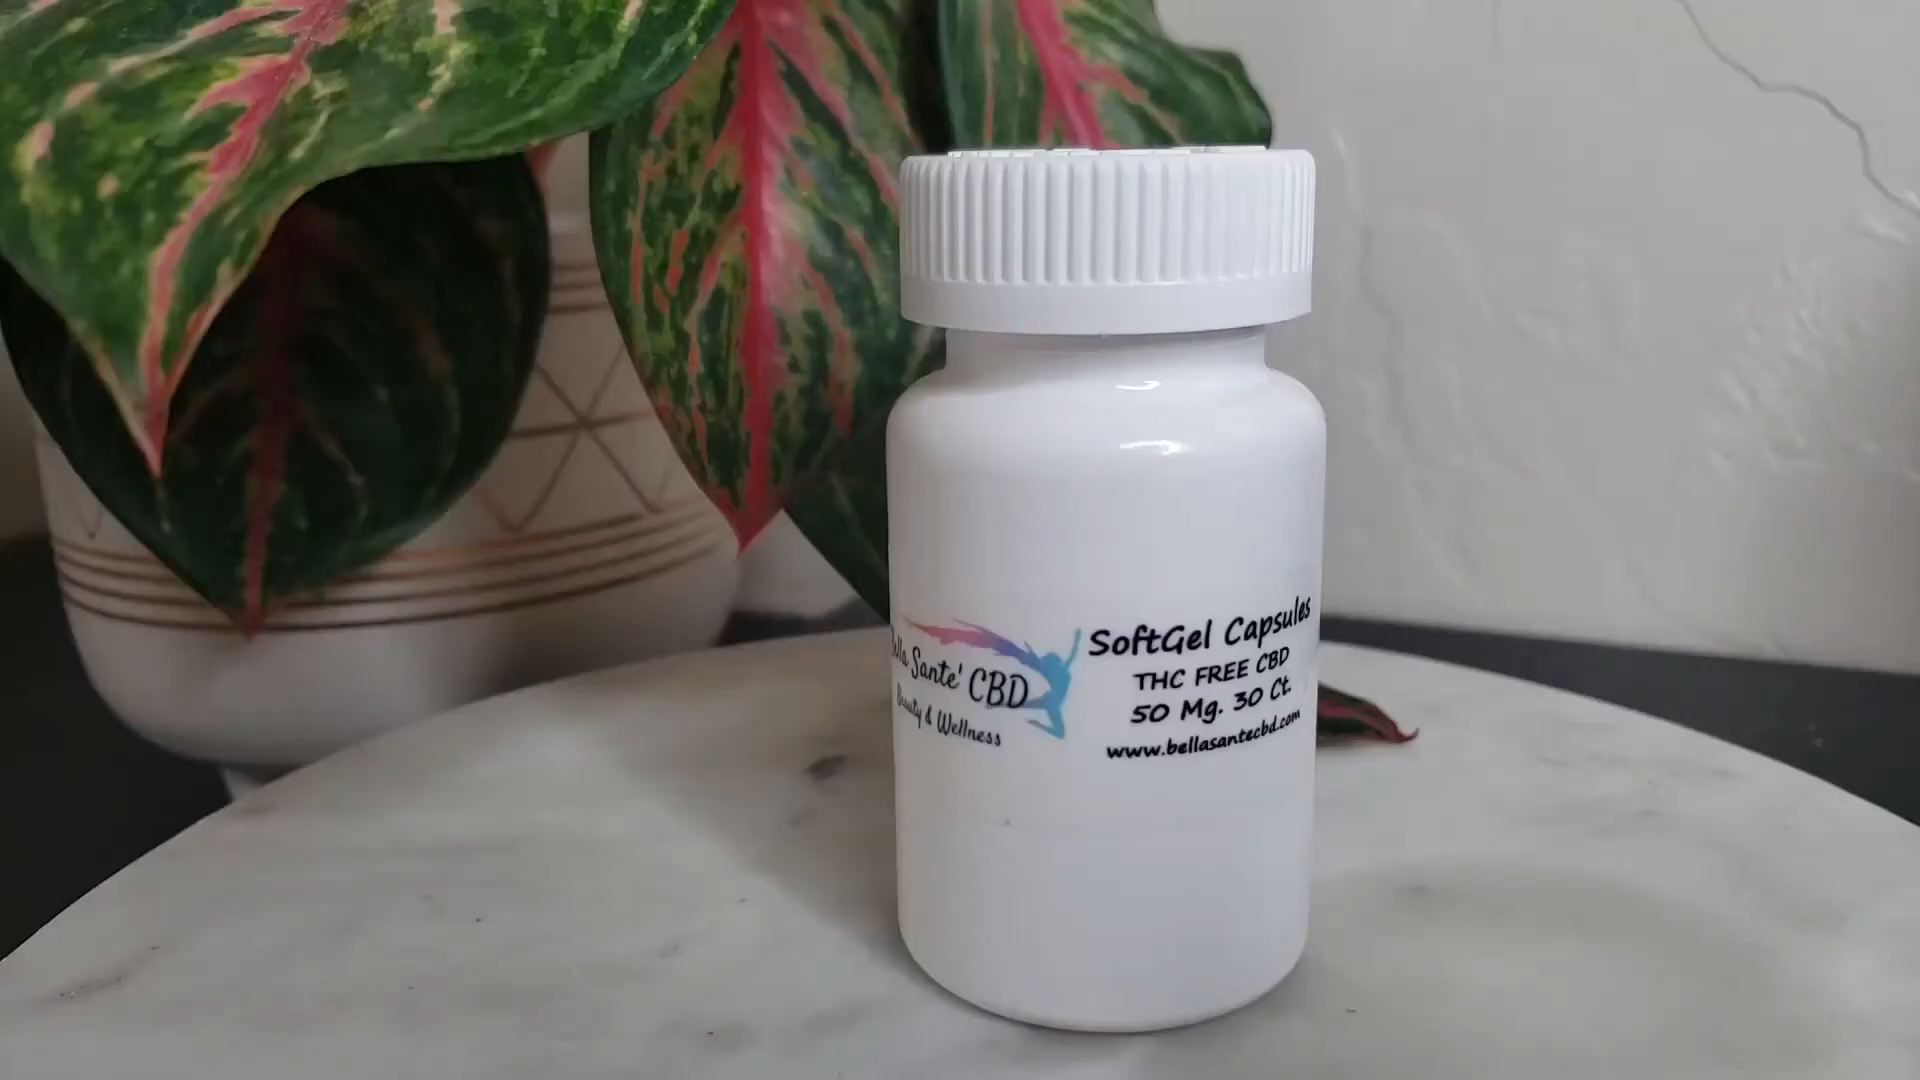 Bella Sante' CBD
Beauty & Wellness
SoftGel Capsules
THC FREE CBD
50 Mg. 30 Ct.
www.bellasantecbd.com